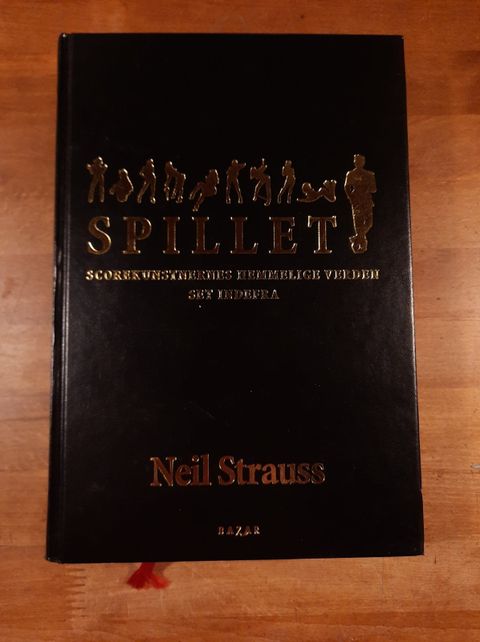 SPILLET
SCOREKUNSTNERNES HEMMELIGE VERDEN
SET INDEFRA
Neil Strauss
BAZAR